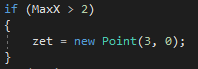 if (MaxX > 2)
{
    zet = new Point(3, 0);
}